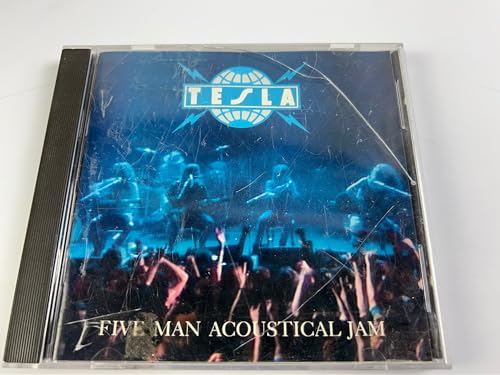 TESLA
FIVE MAN ACOUSTICAL JAM